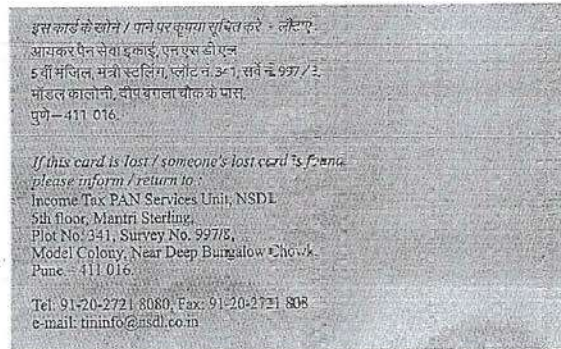 इस कार्ड के खोने / पाने पर कृपया सूचित करें - लौटाएं
आयकर पैन सेवा इकाई, एन एस डी एल
5 वीं मंजिल, मंत्री स्टर्लिंग, प्लॉट नं. 341, सर्वे नं. 997/8,
मॉडल कालोनी, दीप बंगला चौक के पास,
पुणे–411 016.
If this card is lost / someone's lost card is found,
please inform / return to :
Income Tax PAN Services Unit, NSDL
5th floor, Mantri Sterling,
Plot No. 341, Survey No. 997/8,
Model Colony, Near Deep Bungalow Chowk,
Pune - 411 016.
Tel: 91-20-2721 8080, Fax: 91-20-2721 808
e-mail: tininfo@nsdl.co.in